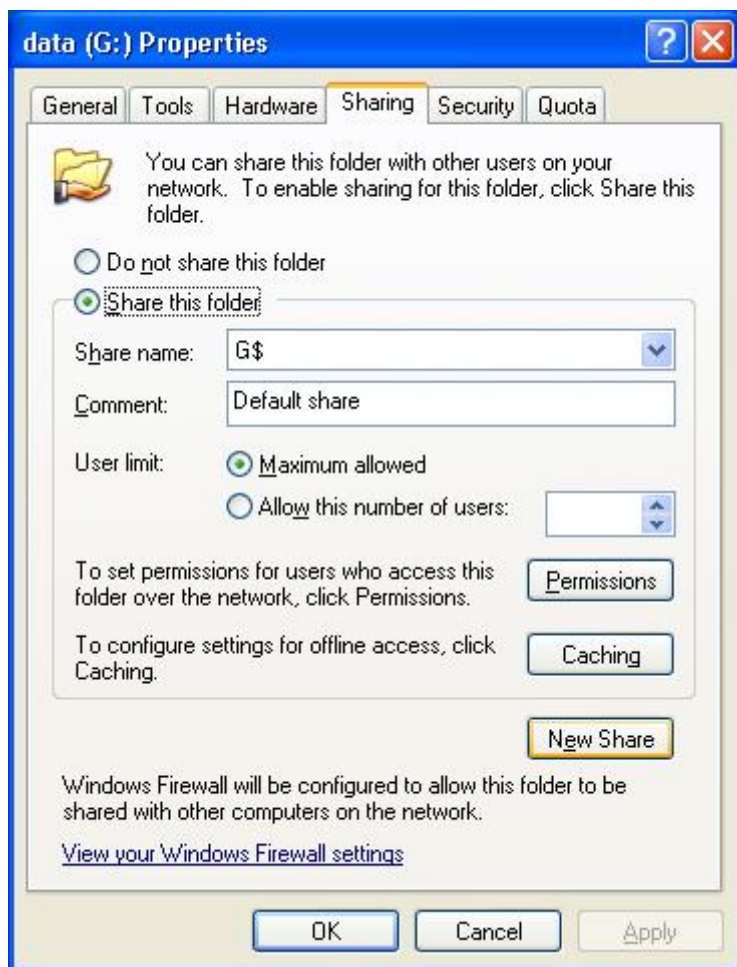 data (G:) Properties
General Tools Hardware Sharing Security Quota
You can share this folder with other users on your
network. To enable sharing for this folder, click Share this
folder.
Do not share this folder
Share this folder
Share name: G$
Comment: Default share
User limit: Maximum allowed
Allow this number of users:
To set permissions for users who access this
folder over the network, click Permissions.
Permissions
To configure settings for offline access, click
Caching.
Caching
New Share
Windows Firewall will be configured to allow this folder to be
shared with other computers on the network.
View your Windows Firewall settings
OK Cancel Apply